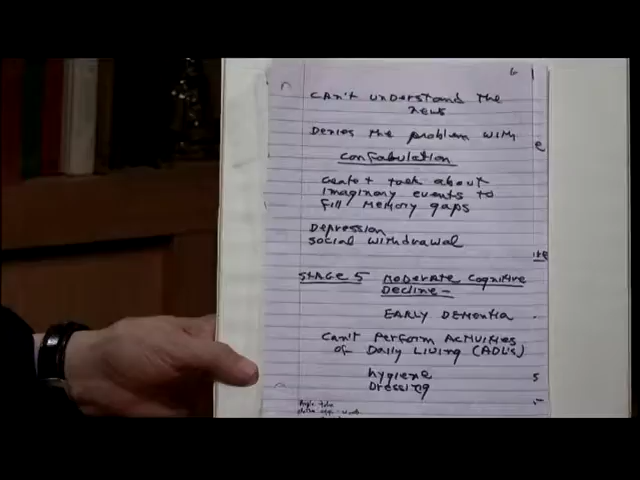 6
CAN'T UNDERSTAND THE
NEWS
DENIES THE PROBLEM WITH
CONFABULATION
Create + talk about
imaginary events to
fill memory gaps
DEPRESSION
SOCIAL WITHDRAWAL
STAGE 5 MODERATE COGNITIVE
DECLINE -
EARLY DEMENTIA
CAN'T PERFORM ACTIVITIES
OF DAILY LIVING (ADL'S)
hygiene
DRESSING